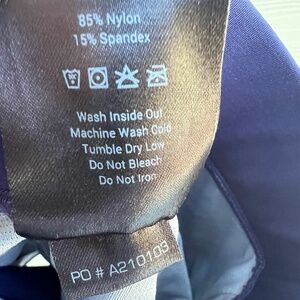 85% Nylon
15% Spandex
Wash Inside Out
Machine Wash Cold
Tumble Dry Low
Do Not Bleach
Do Not Iron
PO # A210103